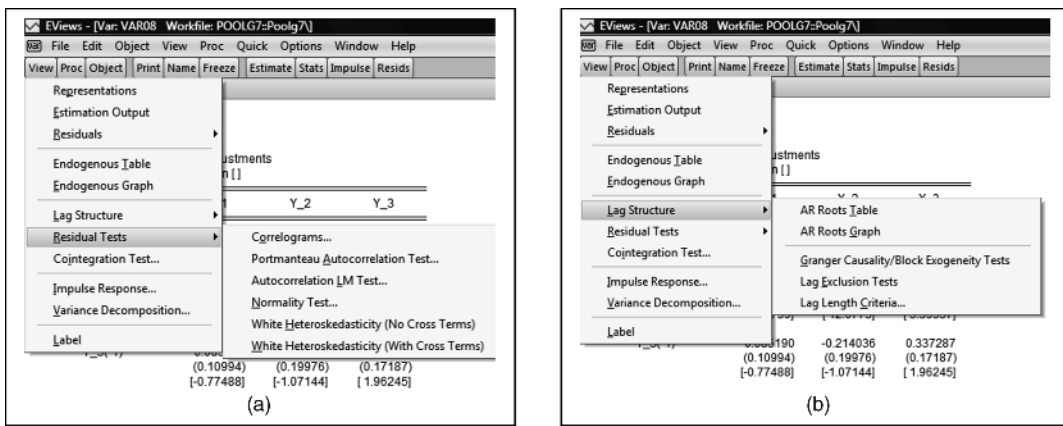 EViews - [Var: VAR08 Workfile: POOLG7::Poolg7\]
var File Edit Object View Proc Quick Options Window Help
View Proc Object Print Name Freeze Estimate Stats Impulse Resids
Representations
Estimation Output
Residuals
ustments
n [ ]
Endogenous Table
Endogenous Graph
1 Y_2 Y_3
Lag Structure
Residual Tests
Cointegration Test...
Impulse Response...
Variance Decomposition...
Label
Correlograms...
Portmanteau Autocorrelation Test...
Autocorrelation LM Test...
Normality Test...
White Heteroskedasticity (No Cross Terms)
White Heteroskedasticity (With Cross Terms)
(0.10994) (0.19976) (0.17187)
[-0.77488] [-1.07144] [ 1.96245]
(a)
EViews - [Var: VAR08 Workfile: POOLG7::Poolg7\]
var File Edit Object View Proc Quick Options Window Help
View Proc Object Print Name Freeze Estimate Stats Impulse Resids
Representations
Estimation Output
Residuals
ustments
n [ ]
Endogenous Table
Endogenous Graph
Lag Structure
Residual Tests
Cointegration Test...
Impulse Response...
Variance Decomposition...
Label
AR Roots Table
AR Roots Graph
Granger Causality/Block Exogeneity Tests
Lag Exclusion Tests
Lag Length Criteria...
-0.214036 0.337287
(0.10994) (0.19976) (0.17187)
[-0.77488] [-1.07144] [ 1.96245]
(b)